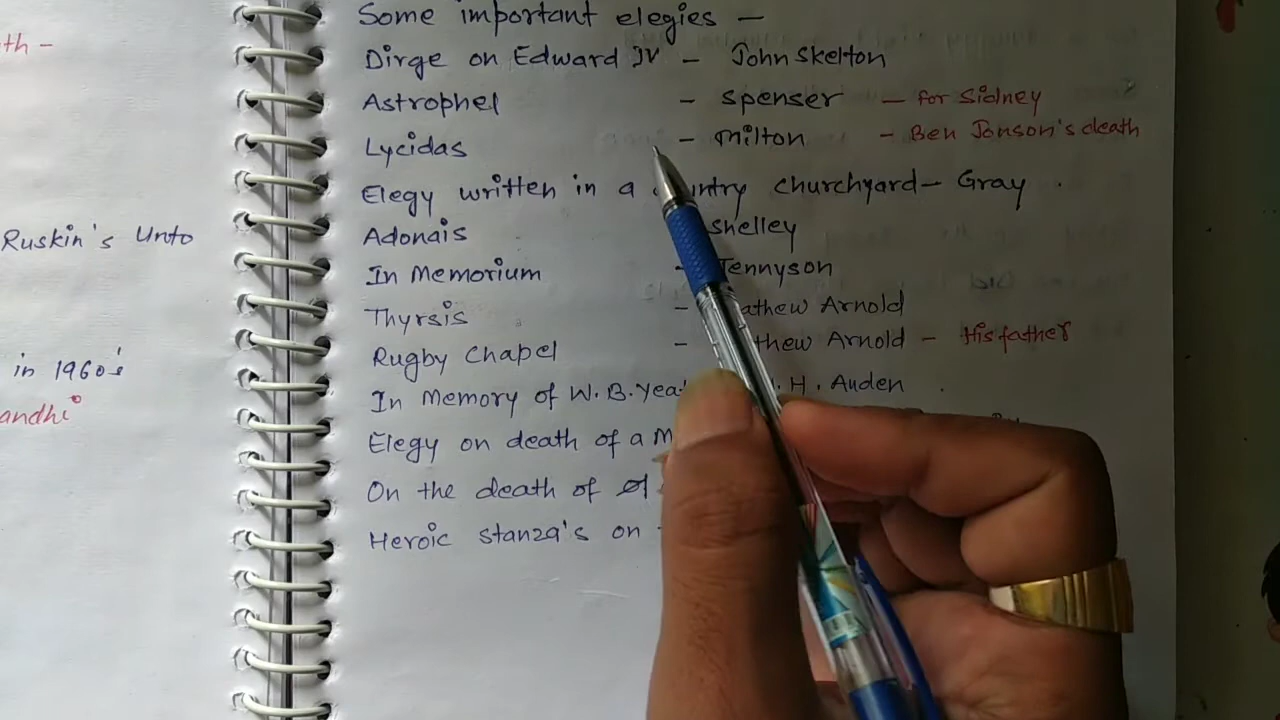 th -
Ruskin's Unto
in 1960's
andhi
Some important elegies -
Dirge on Edward IV - John Skelton
Astrophel - Spenser - for Sidney
Lycidas - Milton - Ben Jonson's death
Elegy written in a untry churchyard - Gray .
Adonais Shelley
In Memorium - Tennyson
Thyrsis - athew Arnold
Rugby Chapel - thew Arnold - His father
In Memory of W.B. Yea H. Auden .
Elegy on death of a M
On the death of
Heroic stanza's on